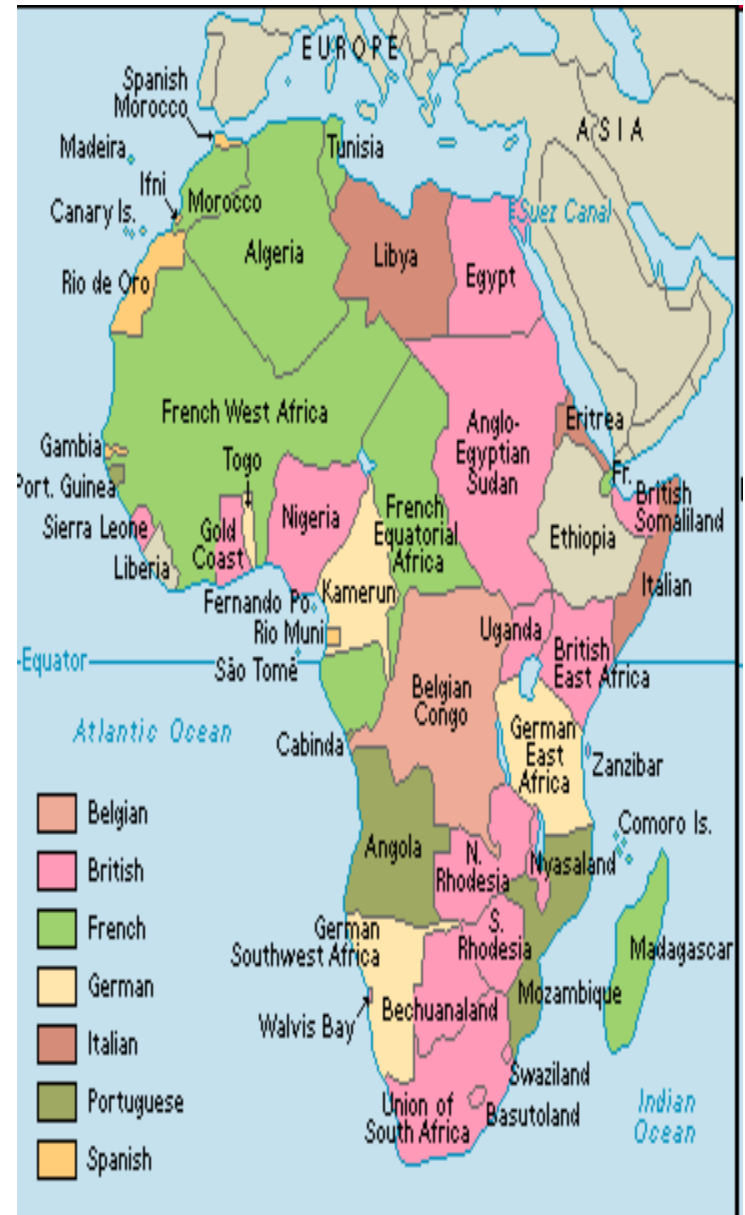 EUROPE
Spanish
Morocco
ASIA
Madeira
Tunisia
Ifni
Morocco
Canary Is.
Suez Canal
Algeria
Libya
Egypt
Rio de Oro
French West Africa
Anglo-
Egyptian
Sudan
Eritrea
Gambia
Togo
Fr.
Port. Guinea
British
Somaliland
French
Equatorial
Africa
Nigeria
Sierra Leone
Gold
Coast
Ethiopia
Liberia
Italian
Kamerun
Fernando Po
Rio Muni
Uganda
British
East Africa
Equator
São Tomé
Belgian
Congo
Atlantic Ocean
German
East
Africa
Cabinda
Zanzibar
Belgian
Comoro Is.
Angola
N.
Rhodesia
Nyasaland
British
French
German
Southwest Africa
S.
Rhodesia
Madagascar
German
Mozambique
Bechuanaland
Walvis Bay
Italian
Swaziland
Portuguese
Union of
South Africa
Basutoland
Indian
Ocean
Spanish